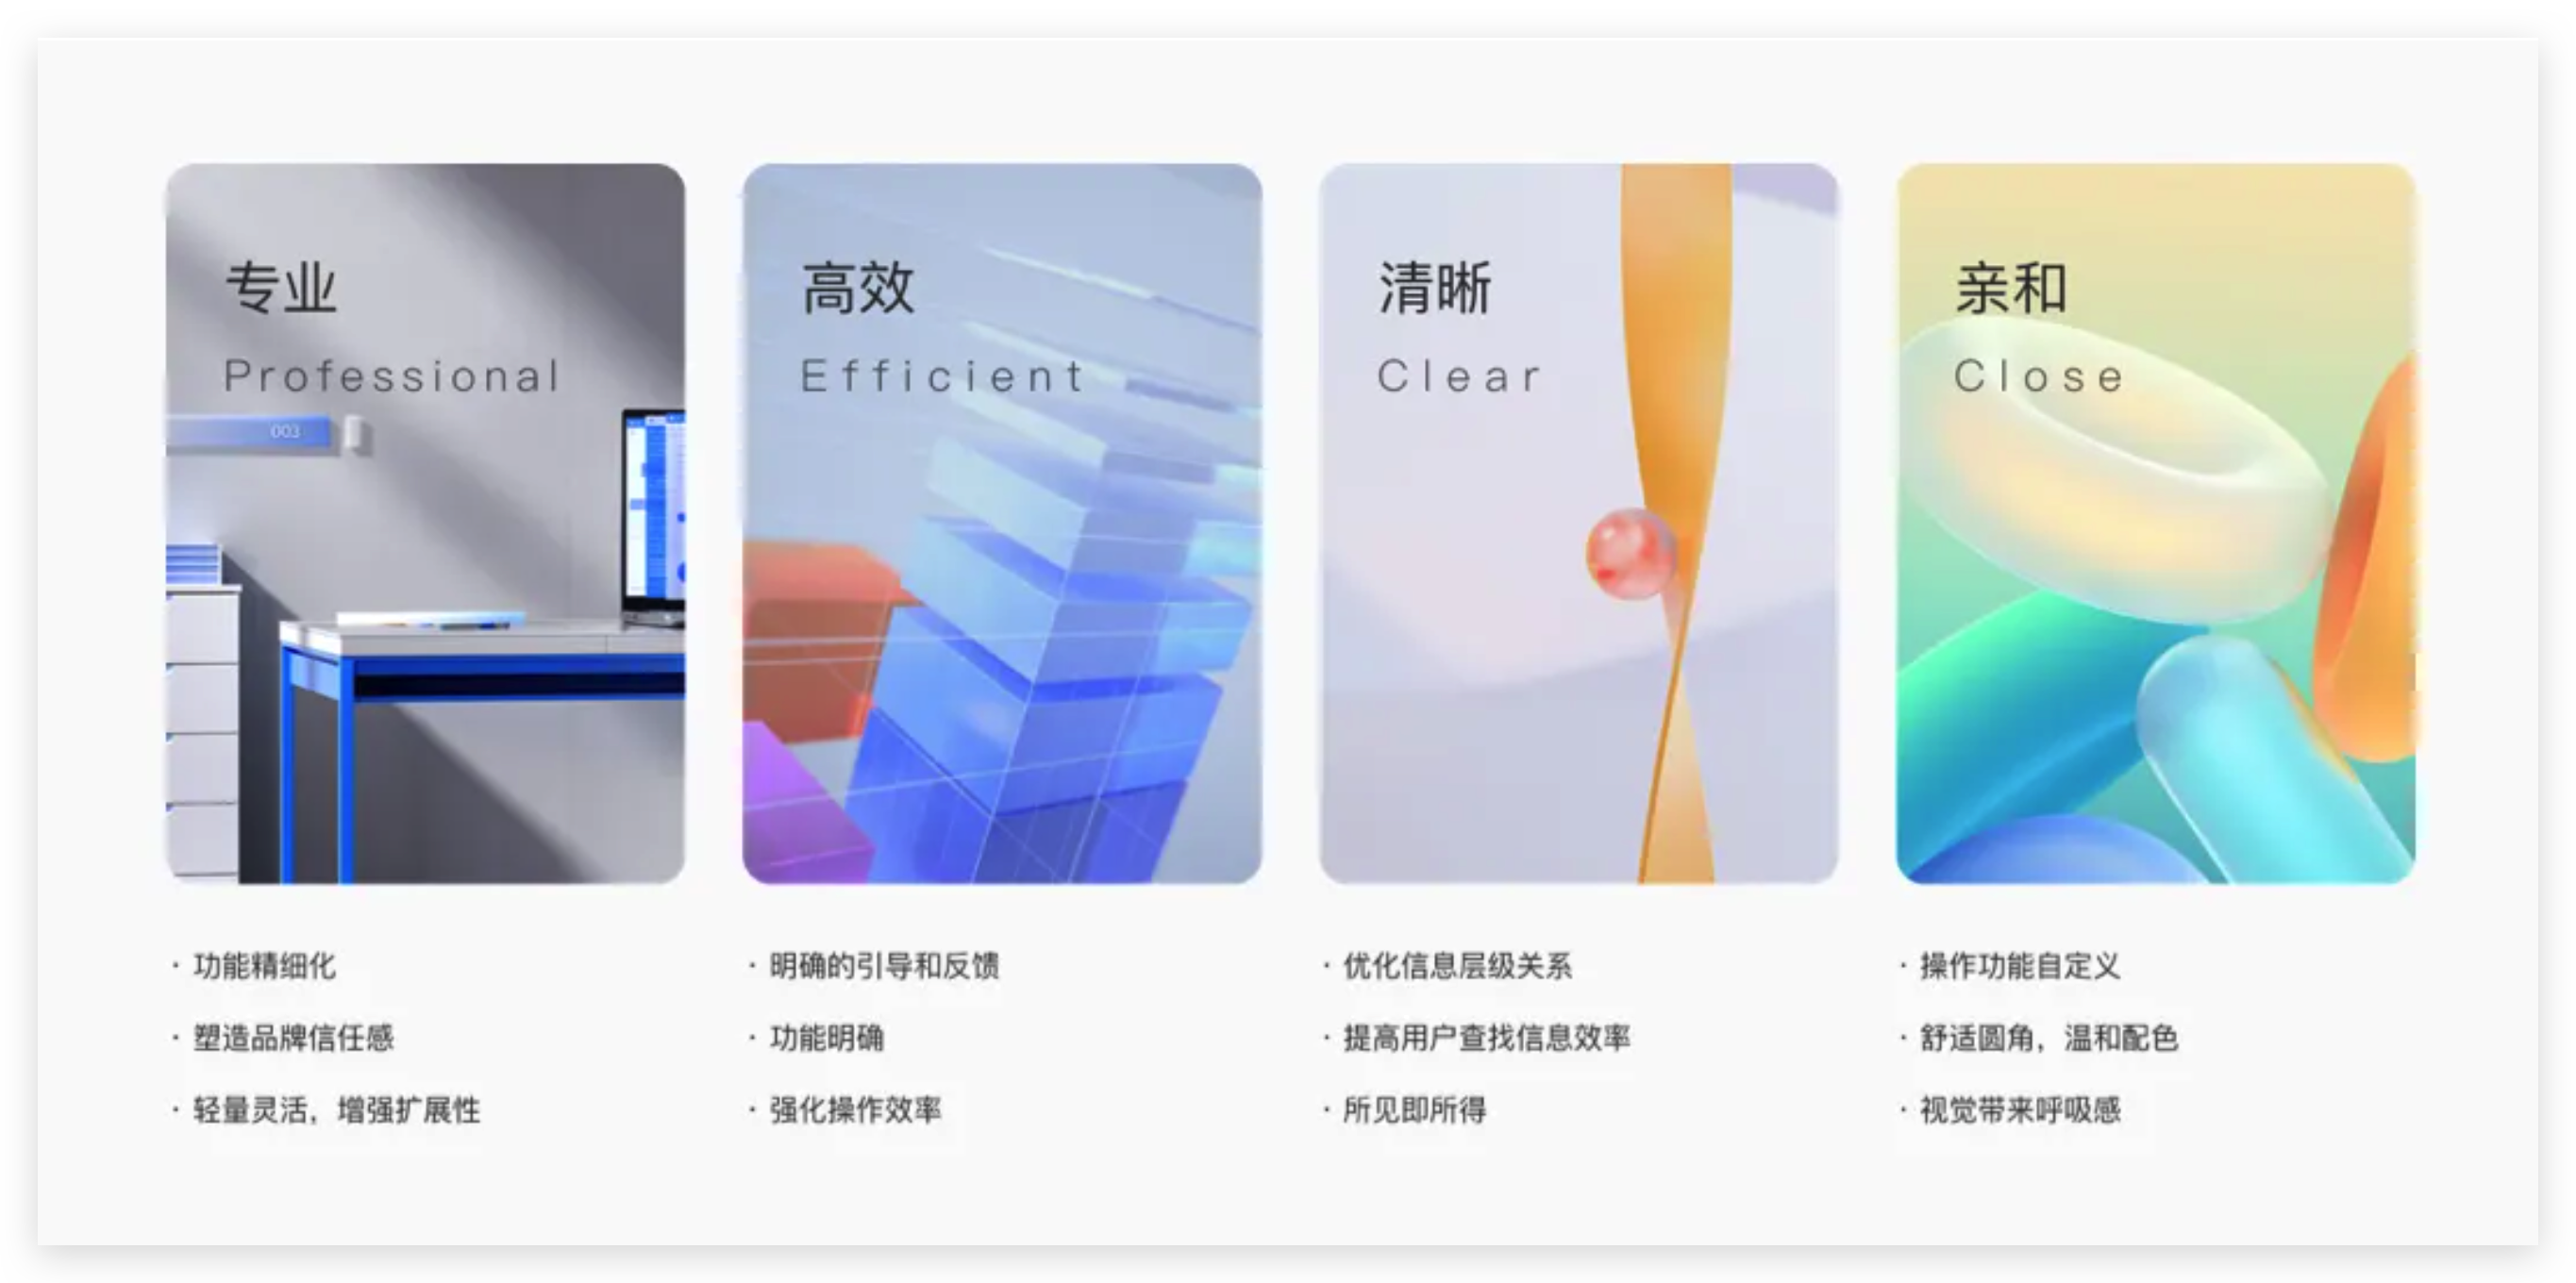 专业
Professional
003
高效
Efficient
清晰
Clear
亲和
Close
· 功能精细化
· 塑造品牌信任感
· 轻量灵活，增强扩展性
· 明确的引导和反馈
· 功能明确
· 强化操作效率
· 优化信息层级关系
· 提高用户查找信息效率
· 所见即所得
· 操作功能自定义
· 舒适圆角，温和配色
· 视觉带来呼吸感